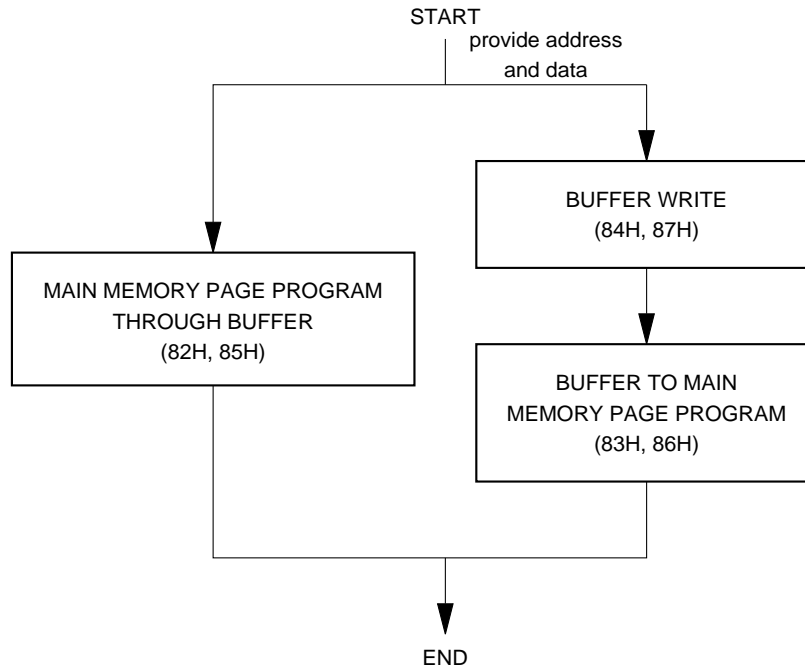 START
provide address
and data
BUFFER WRITE
(84H, 87H)
MAIN MEMORY PAGE PROGRAM
THROUGH BUFFER
(82H, 85H)
BUFFER TO MAIN
MEMORY PAGE PROGRAM
(83H, 86H)
END